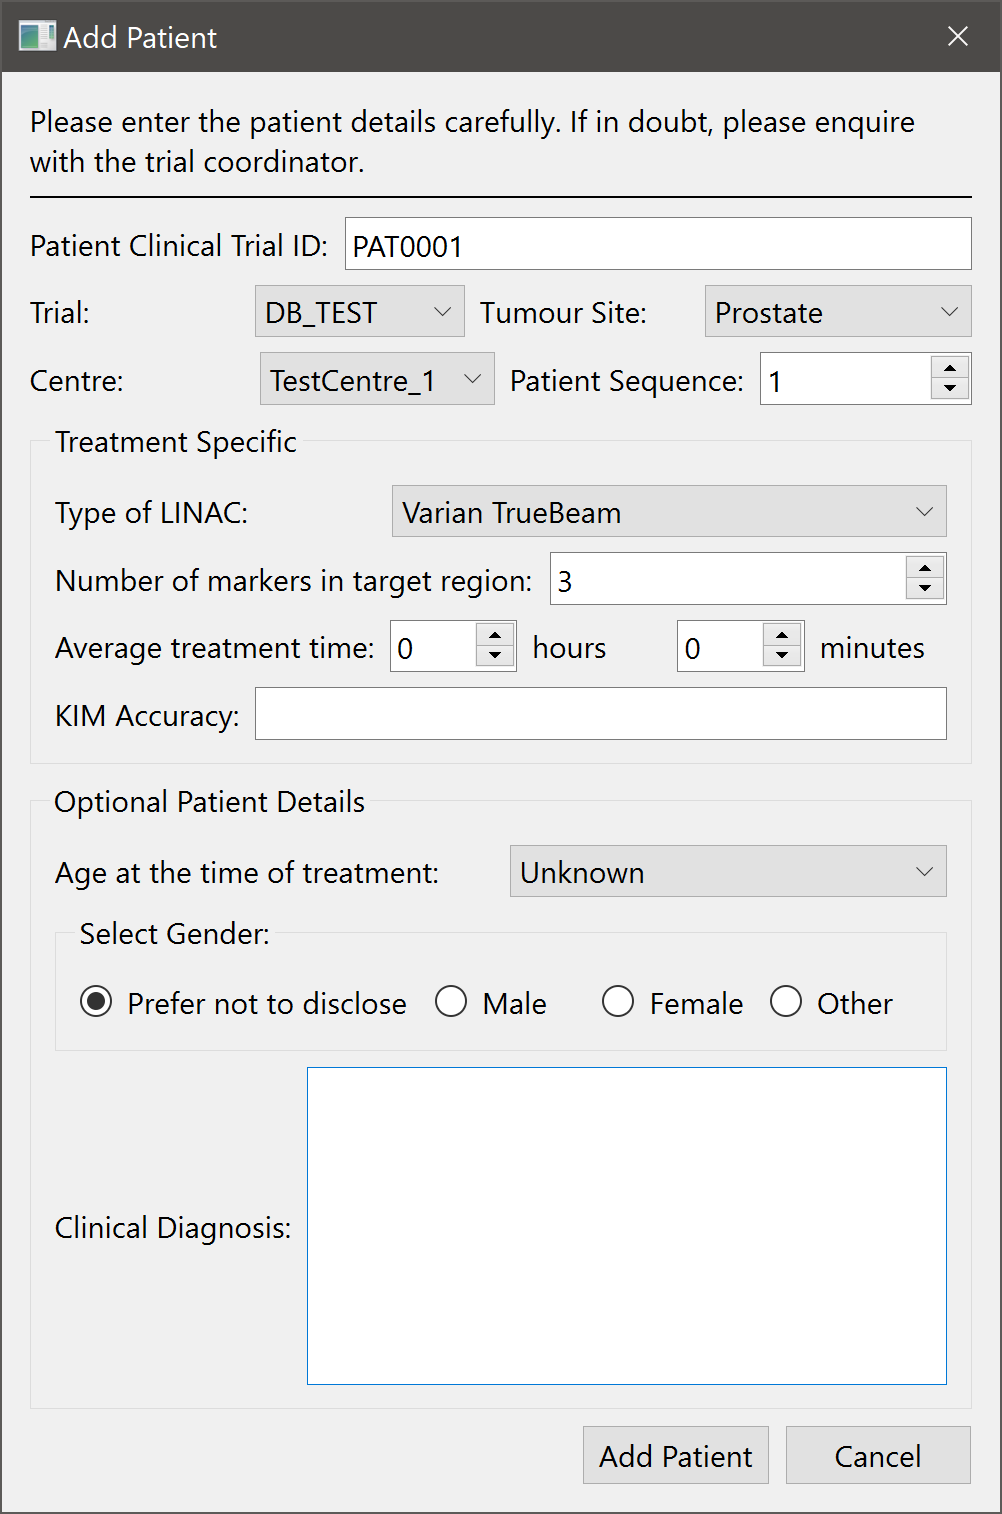 Add Patient
Please enter the patient details carefully. If in doubt, please enquire
with the trial coordinator.
Patient Clinical Trial ID: PAT0001
Trial: DB_TEST Tumour Site: Prostate
Centre: TestCentre_1 Patient Sequence: 1
Treatment Specific
Type of LINAC: Varian TrueBeam
Number of markers in target region: 3
Average treatment time: 0 hours 0 minutes
KIM Accuracy:
Optional Patient Details
Age at the time of treatment: Unknown
Select Gender:
Prefer not to disclose Male Female Other
Clinical Diagnosis:
Add Patient Cancel